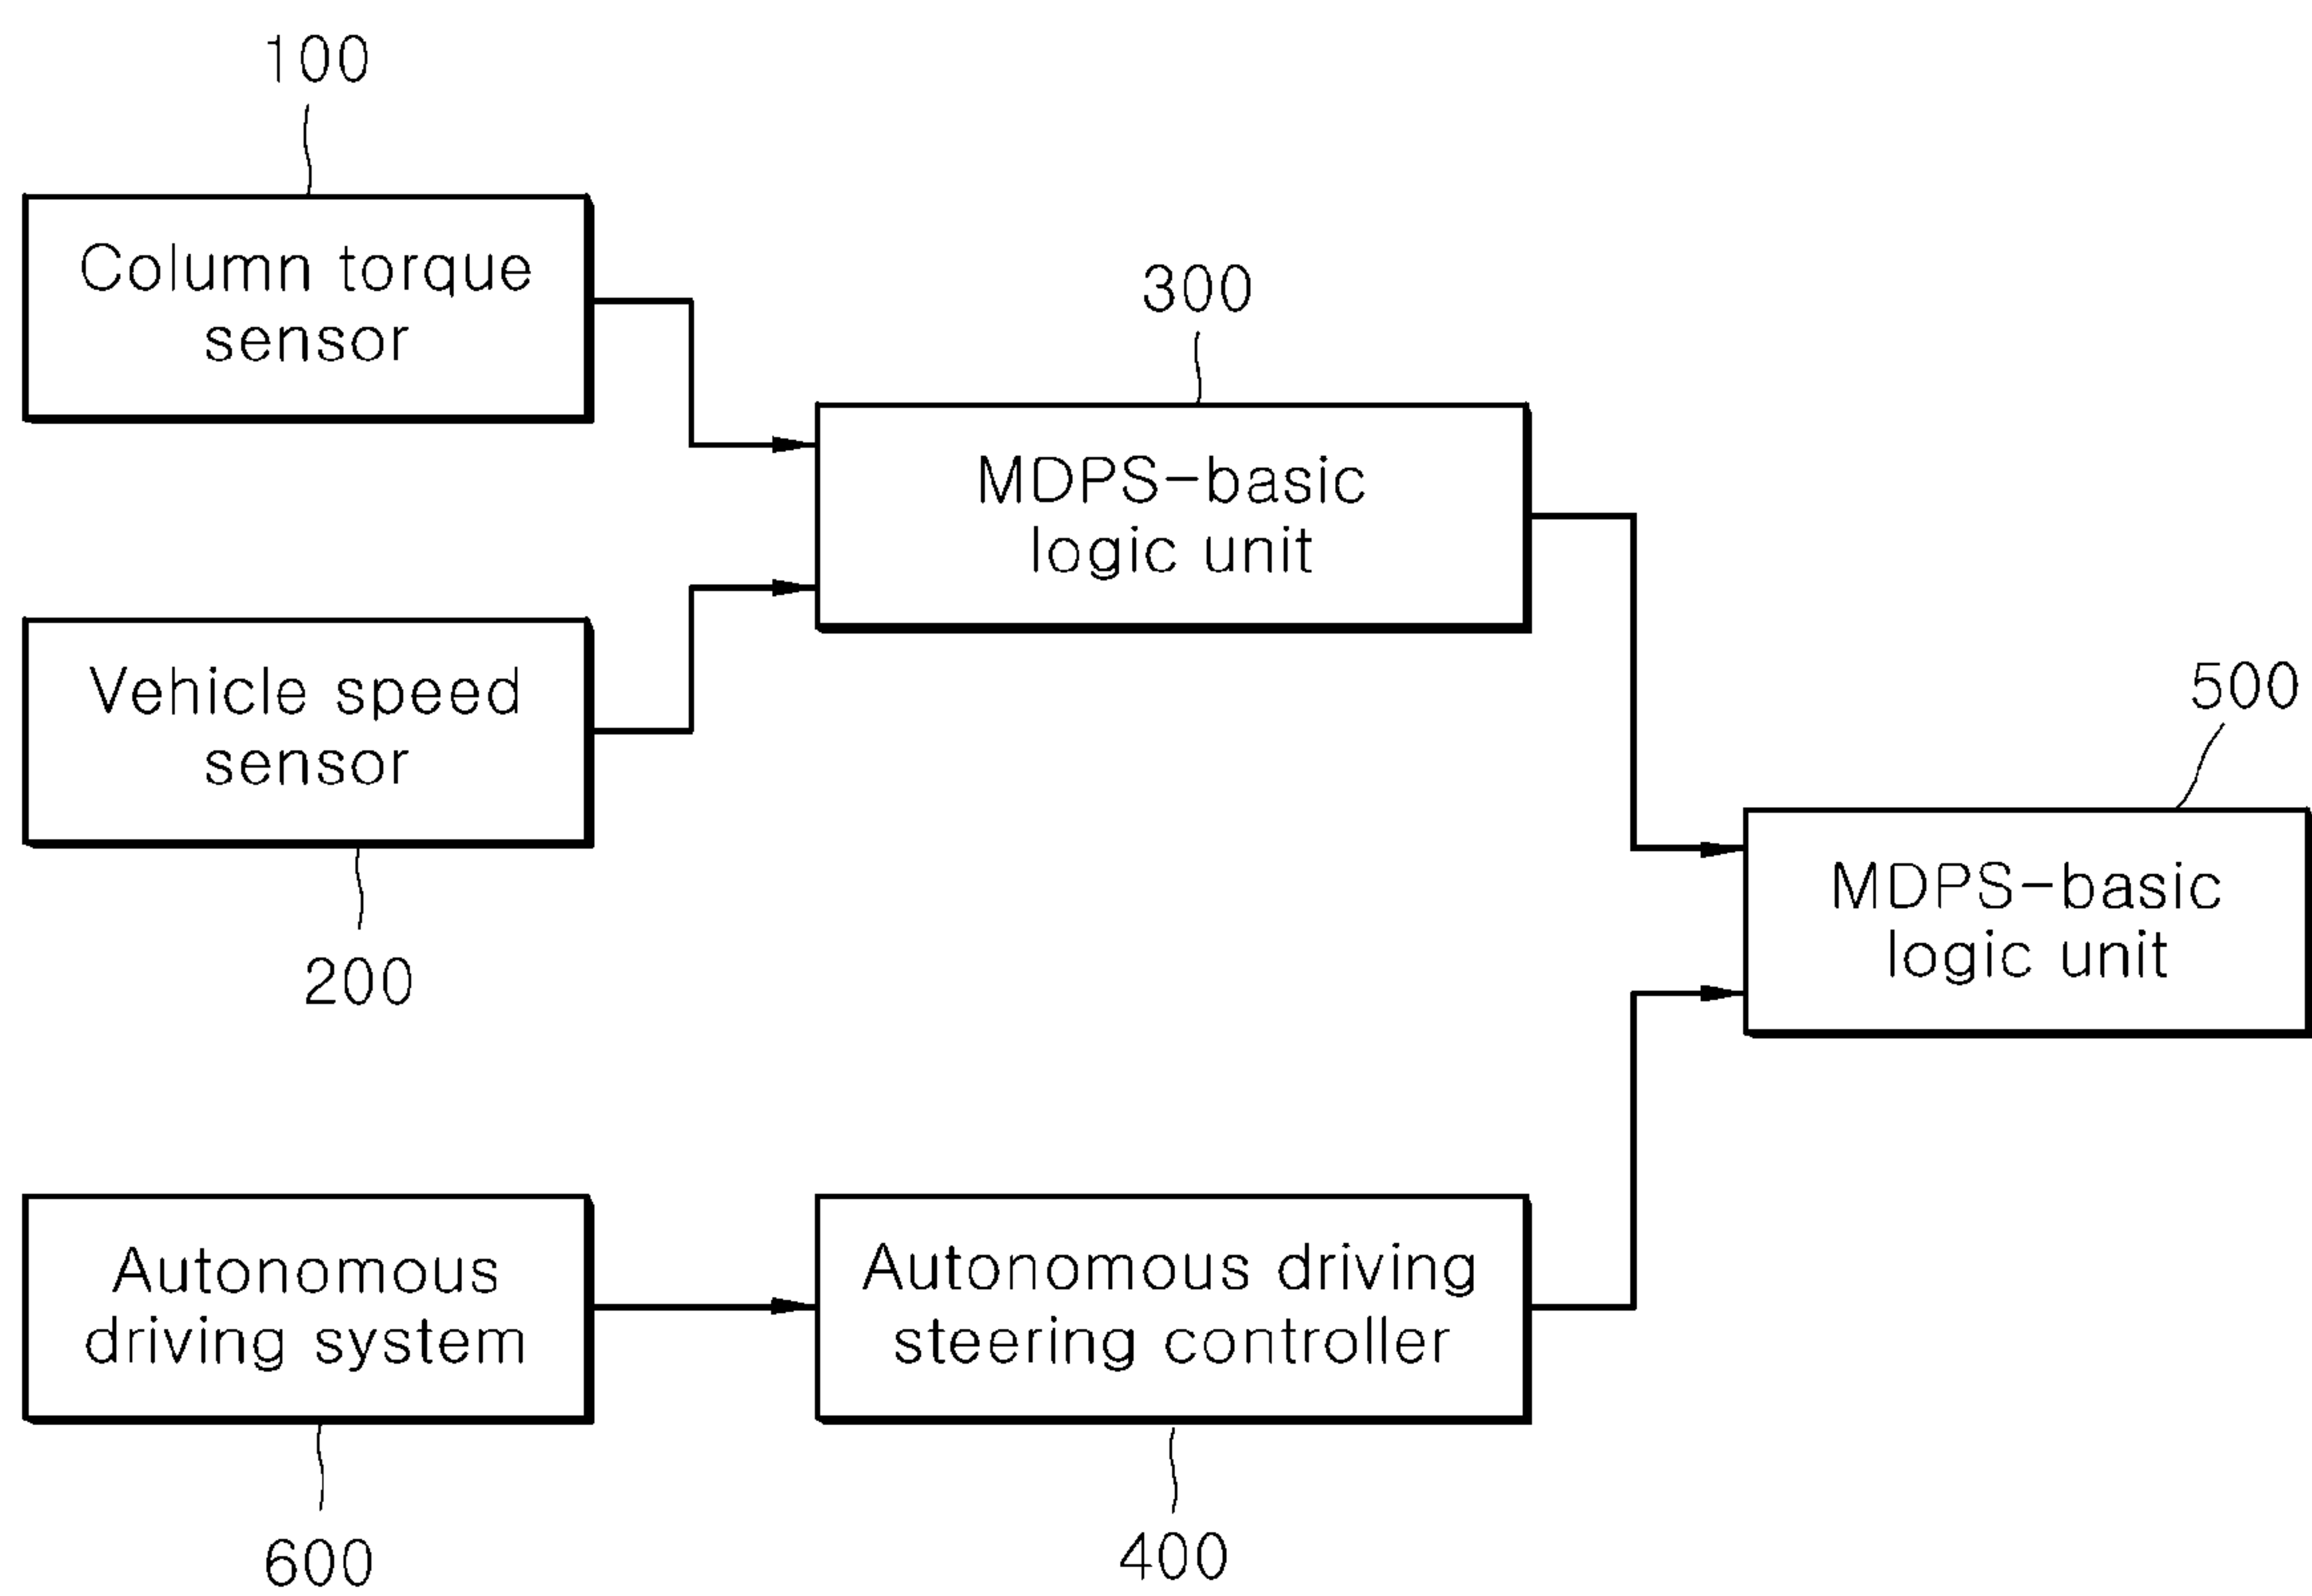 100
Column torque
sensor
300
MDPS-basic
logic unit
Vehicle speed
sensor
200
500
MDPS-basic
logic unit
Autonomous
driving system
600
Autonomous driving
steering controller
400